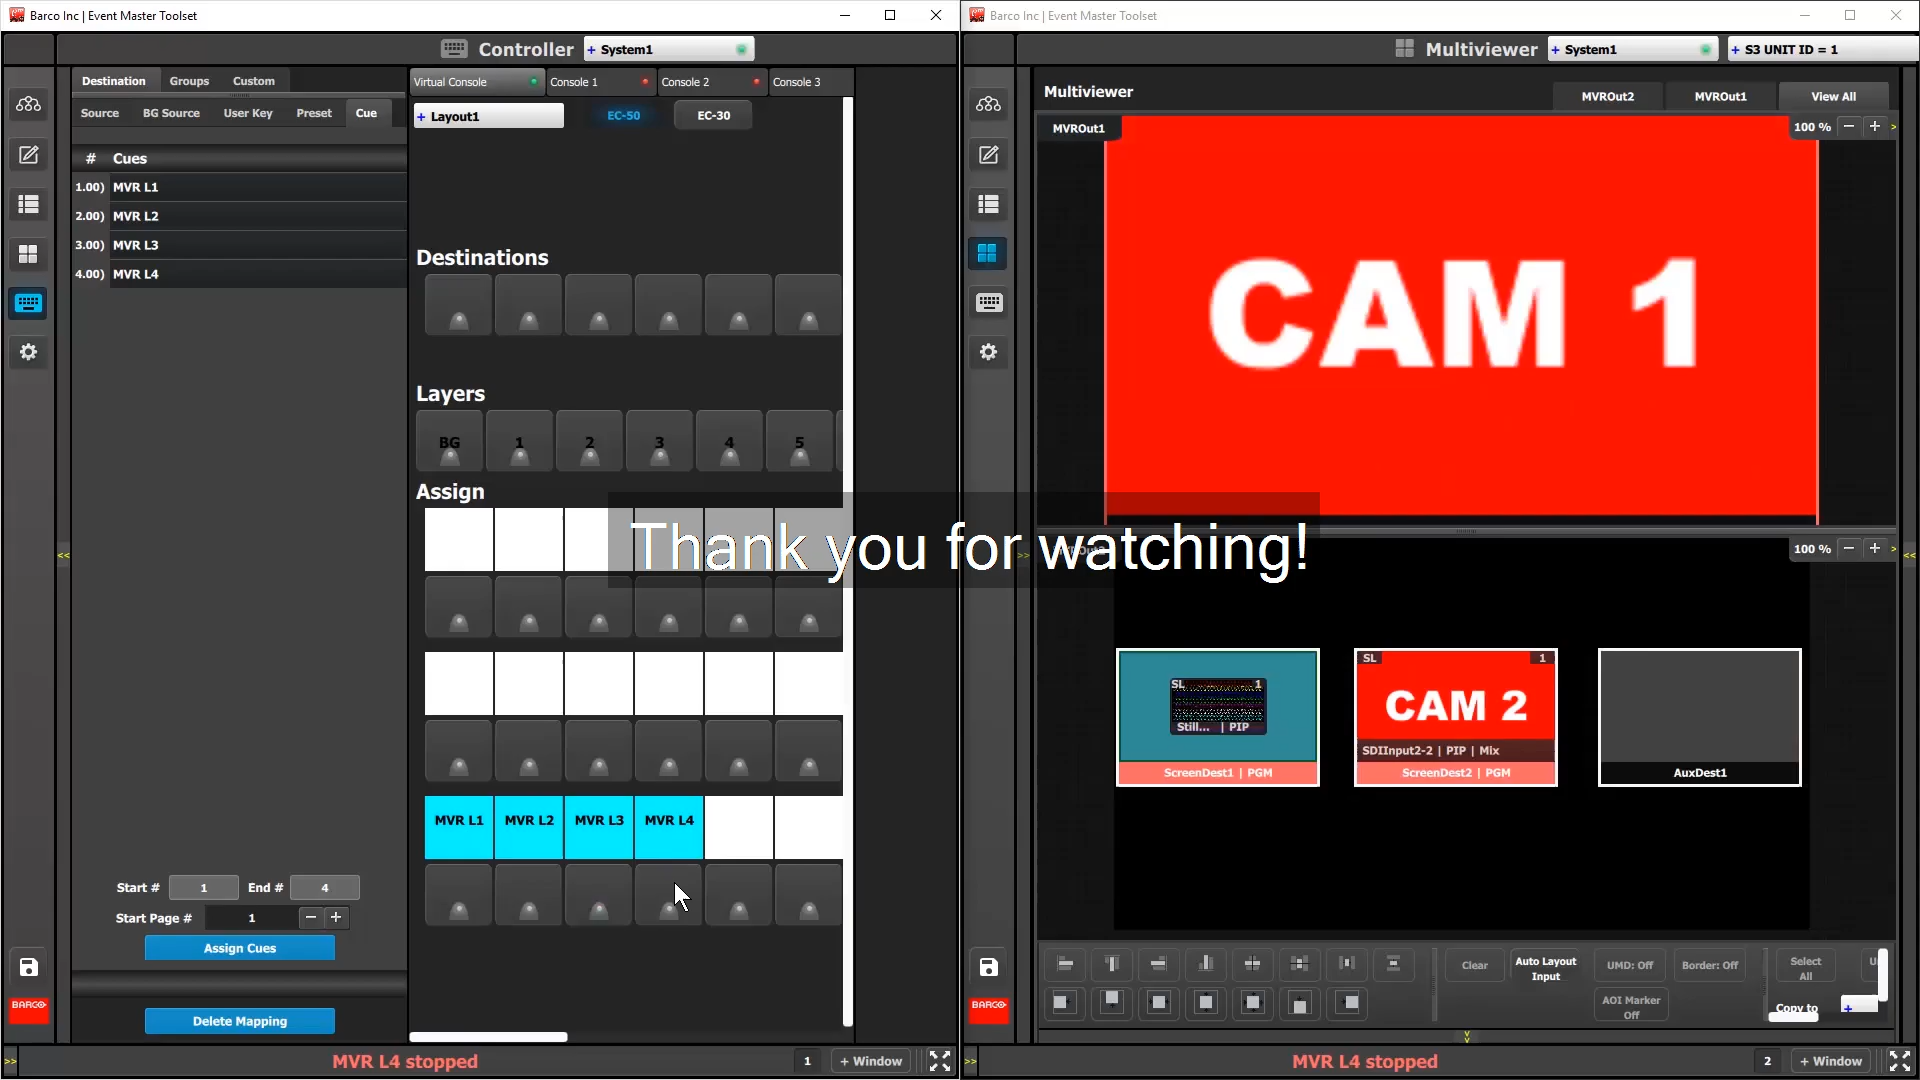 Barco Inc | Event Master Toolset
Controller
+ System1
Destination
Groups
Custom
Source
BG Source
User Key
Preset
Cue
# Cues
1.00) MVR L1
2.00) MVR L2
3.00) MVR L3
4.00) MVR L4
Start # 1 End # 4
Start Page # 1 − +
Assign Cues
Delete Mapping
BARCO
Virtual Console
Console 1
Console 2
Console 3
+ Layout1
EC-50
EC-30
Destinations
Layers
BG 1 2 3 4 5
Assign
MVR L1
MVR L2
MVR L3
MVR L4
<<
>>
MVR L4 stopped
1
+ Window
Thank you for watching!
Barco Inc | Event Master Toolset
Multiviewer
+ System1
+ S3 UNIT ID = 1
Multiviewer
MVROut2
MVROut1
View All
MVROut1
100 % − + >
CAM 1
100 % − + >
>>
<<
SL 1
Still... | PIP
ScreenDest1 | PGM
SL 1
CAM 2
SDIInput2-2 | PIP | Mix
ScreenDest2 | PGM
AuxDest1
Clear
Auto Layout
Input
UMD: Off
Border: Off
Select
All
AOI Marker
Off
Copy to
+
BARCO
>>
MVR L4 stopped
2
+ Window